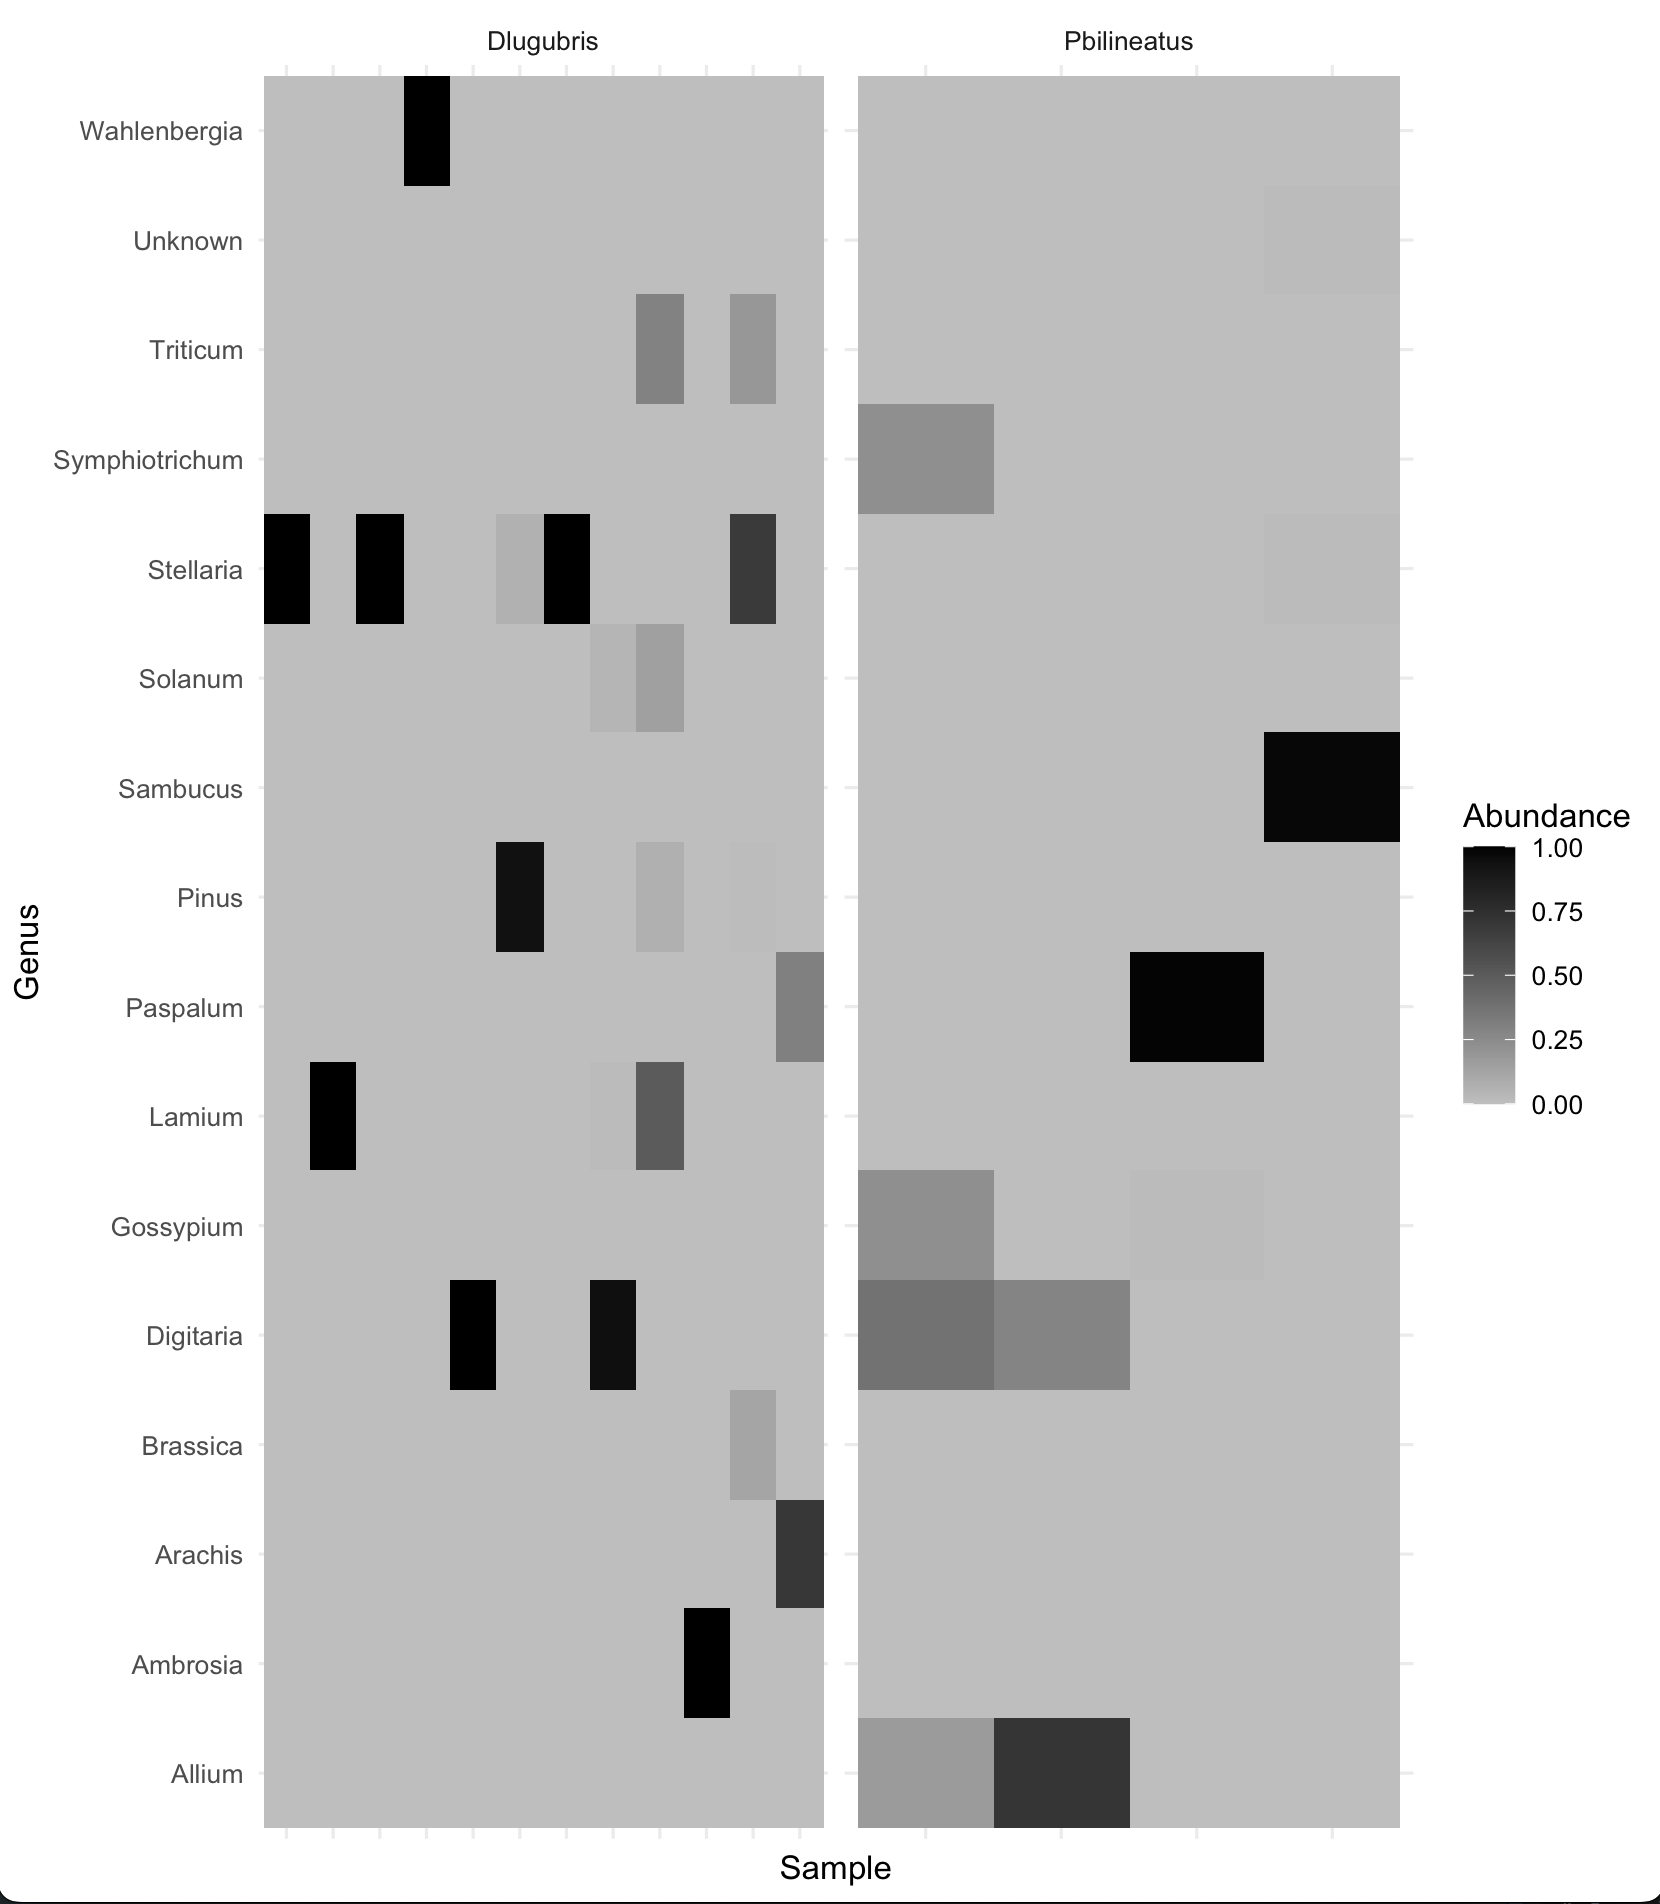 Dlugubris
Pbilineatus
Wahlenbergia
Unknown
Triticum
Symphiotrichum
Stellaria
Solanum
Sambucus
Pinus
Paspalum
Lamium
Gossypium
Digitaria
Brassica
Arachis
Ambrosia
Allium
Genus
Sample
Abundance
1.00
0.75
0.50
0.25
0.00